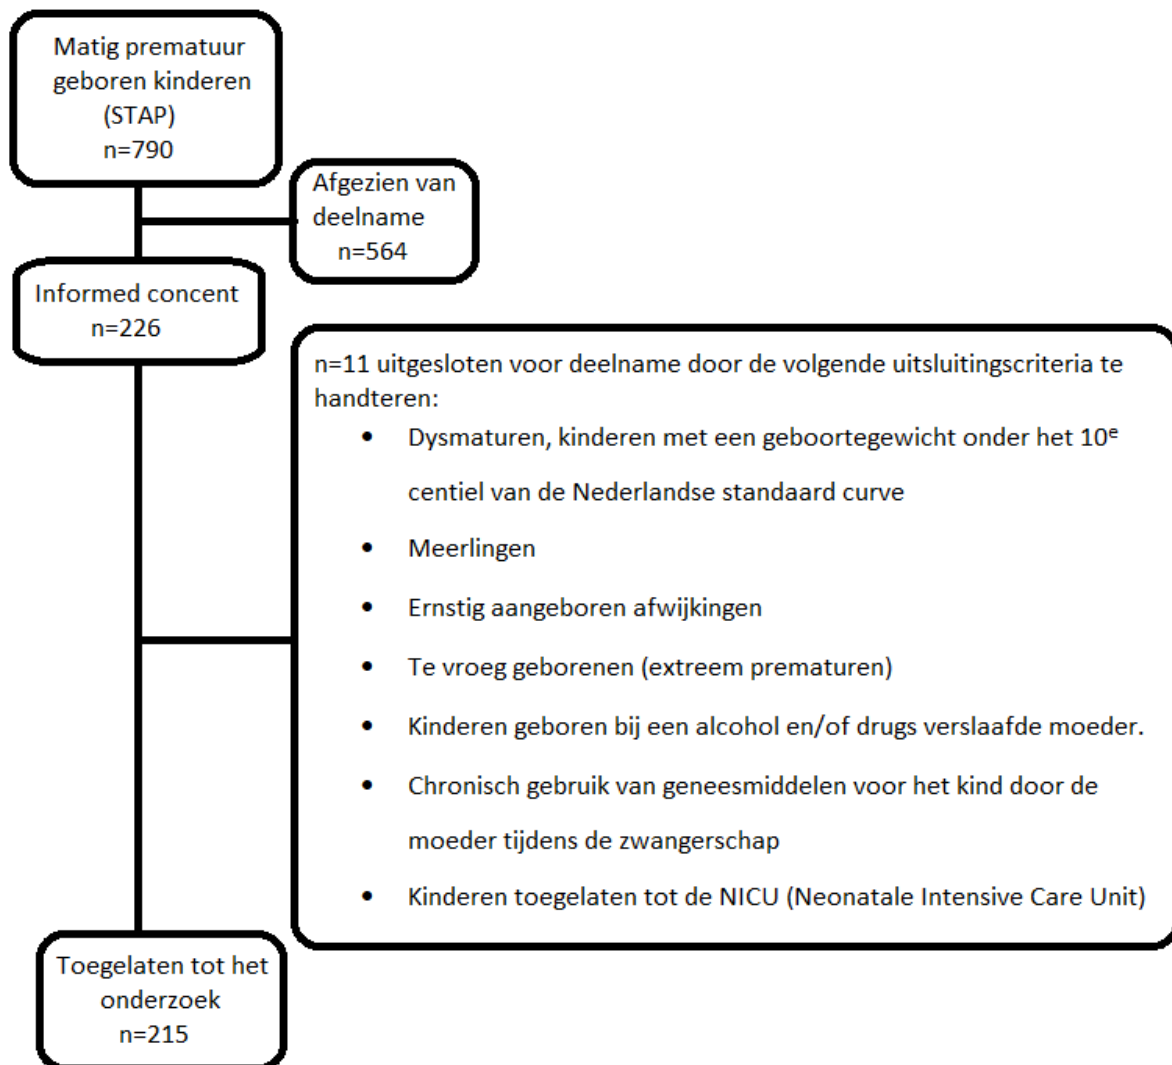 Matig prematuur
geboren kinderen
(STAP)
n=790
Afgezien van
deelname
n=564
Informed concent
n=226
n=11 uitgesloten voor deelname door de volgende uitsluitingscriteria te
handteren:
• Dysmaturen, kinderen met een geboortegewicht onder het 10ᵉ
centiel van de Nederlandse standaard curve
• Meerlingen
• Ernstig aangeboren afwijkingen
• Te vroeg geborenen (extreem prematuren)
• Kinderen geboren bij een alcohol en/of drugs verslaafde moeder.
• Chronisch gebruik van geneesmiddelen voor het kind door de
moeder tijdens de zwangerschap
• Kinderen toegelaten tot de NICU (Neonatale Intensive Care Unit)
Toegelaten tot het
onderzoek
n=215